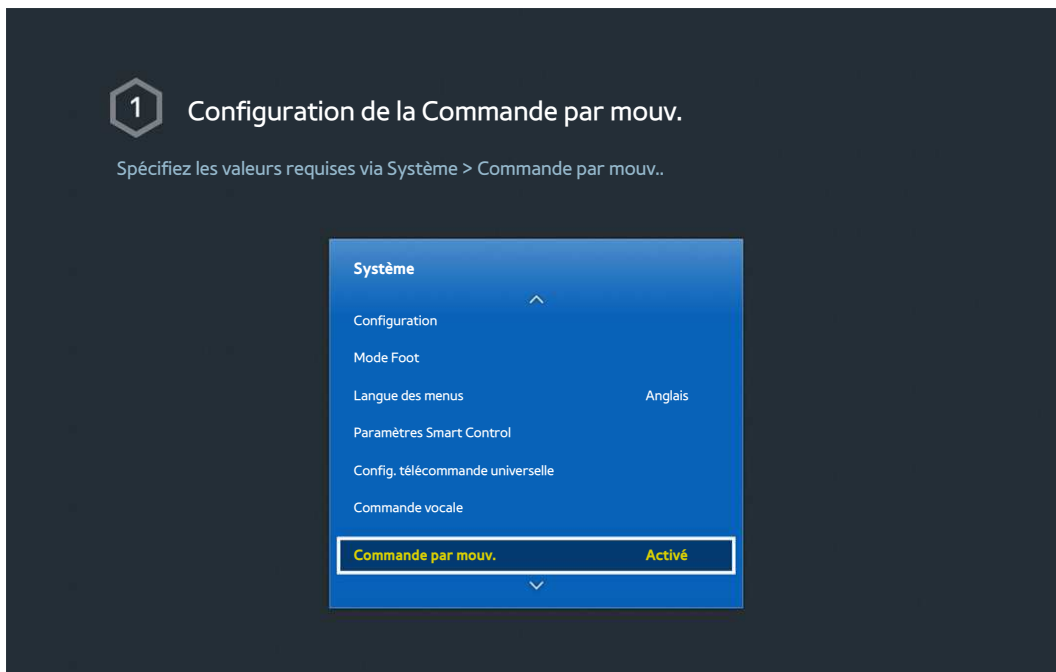 1 Configuration de la Commande par mouv.
Spécifiez les valeurs requises via Système > Commande par mouv..
Système
Configuration
Mode Foot
Langue des menus Anglais
Paramètres Smart Control
Config. télécommande universelle
Commande vocale
Commande par mouv. Activé